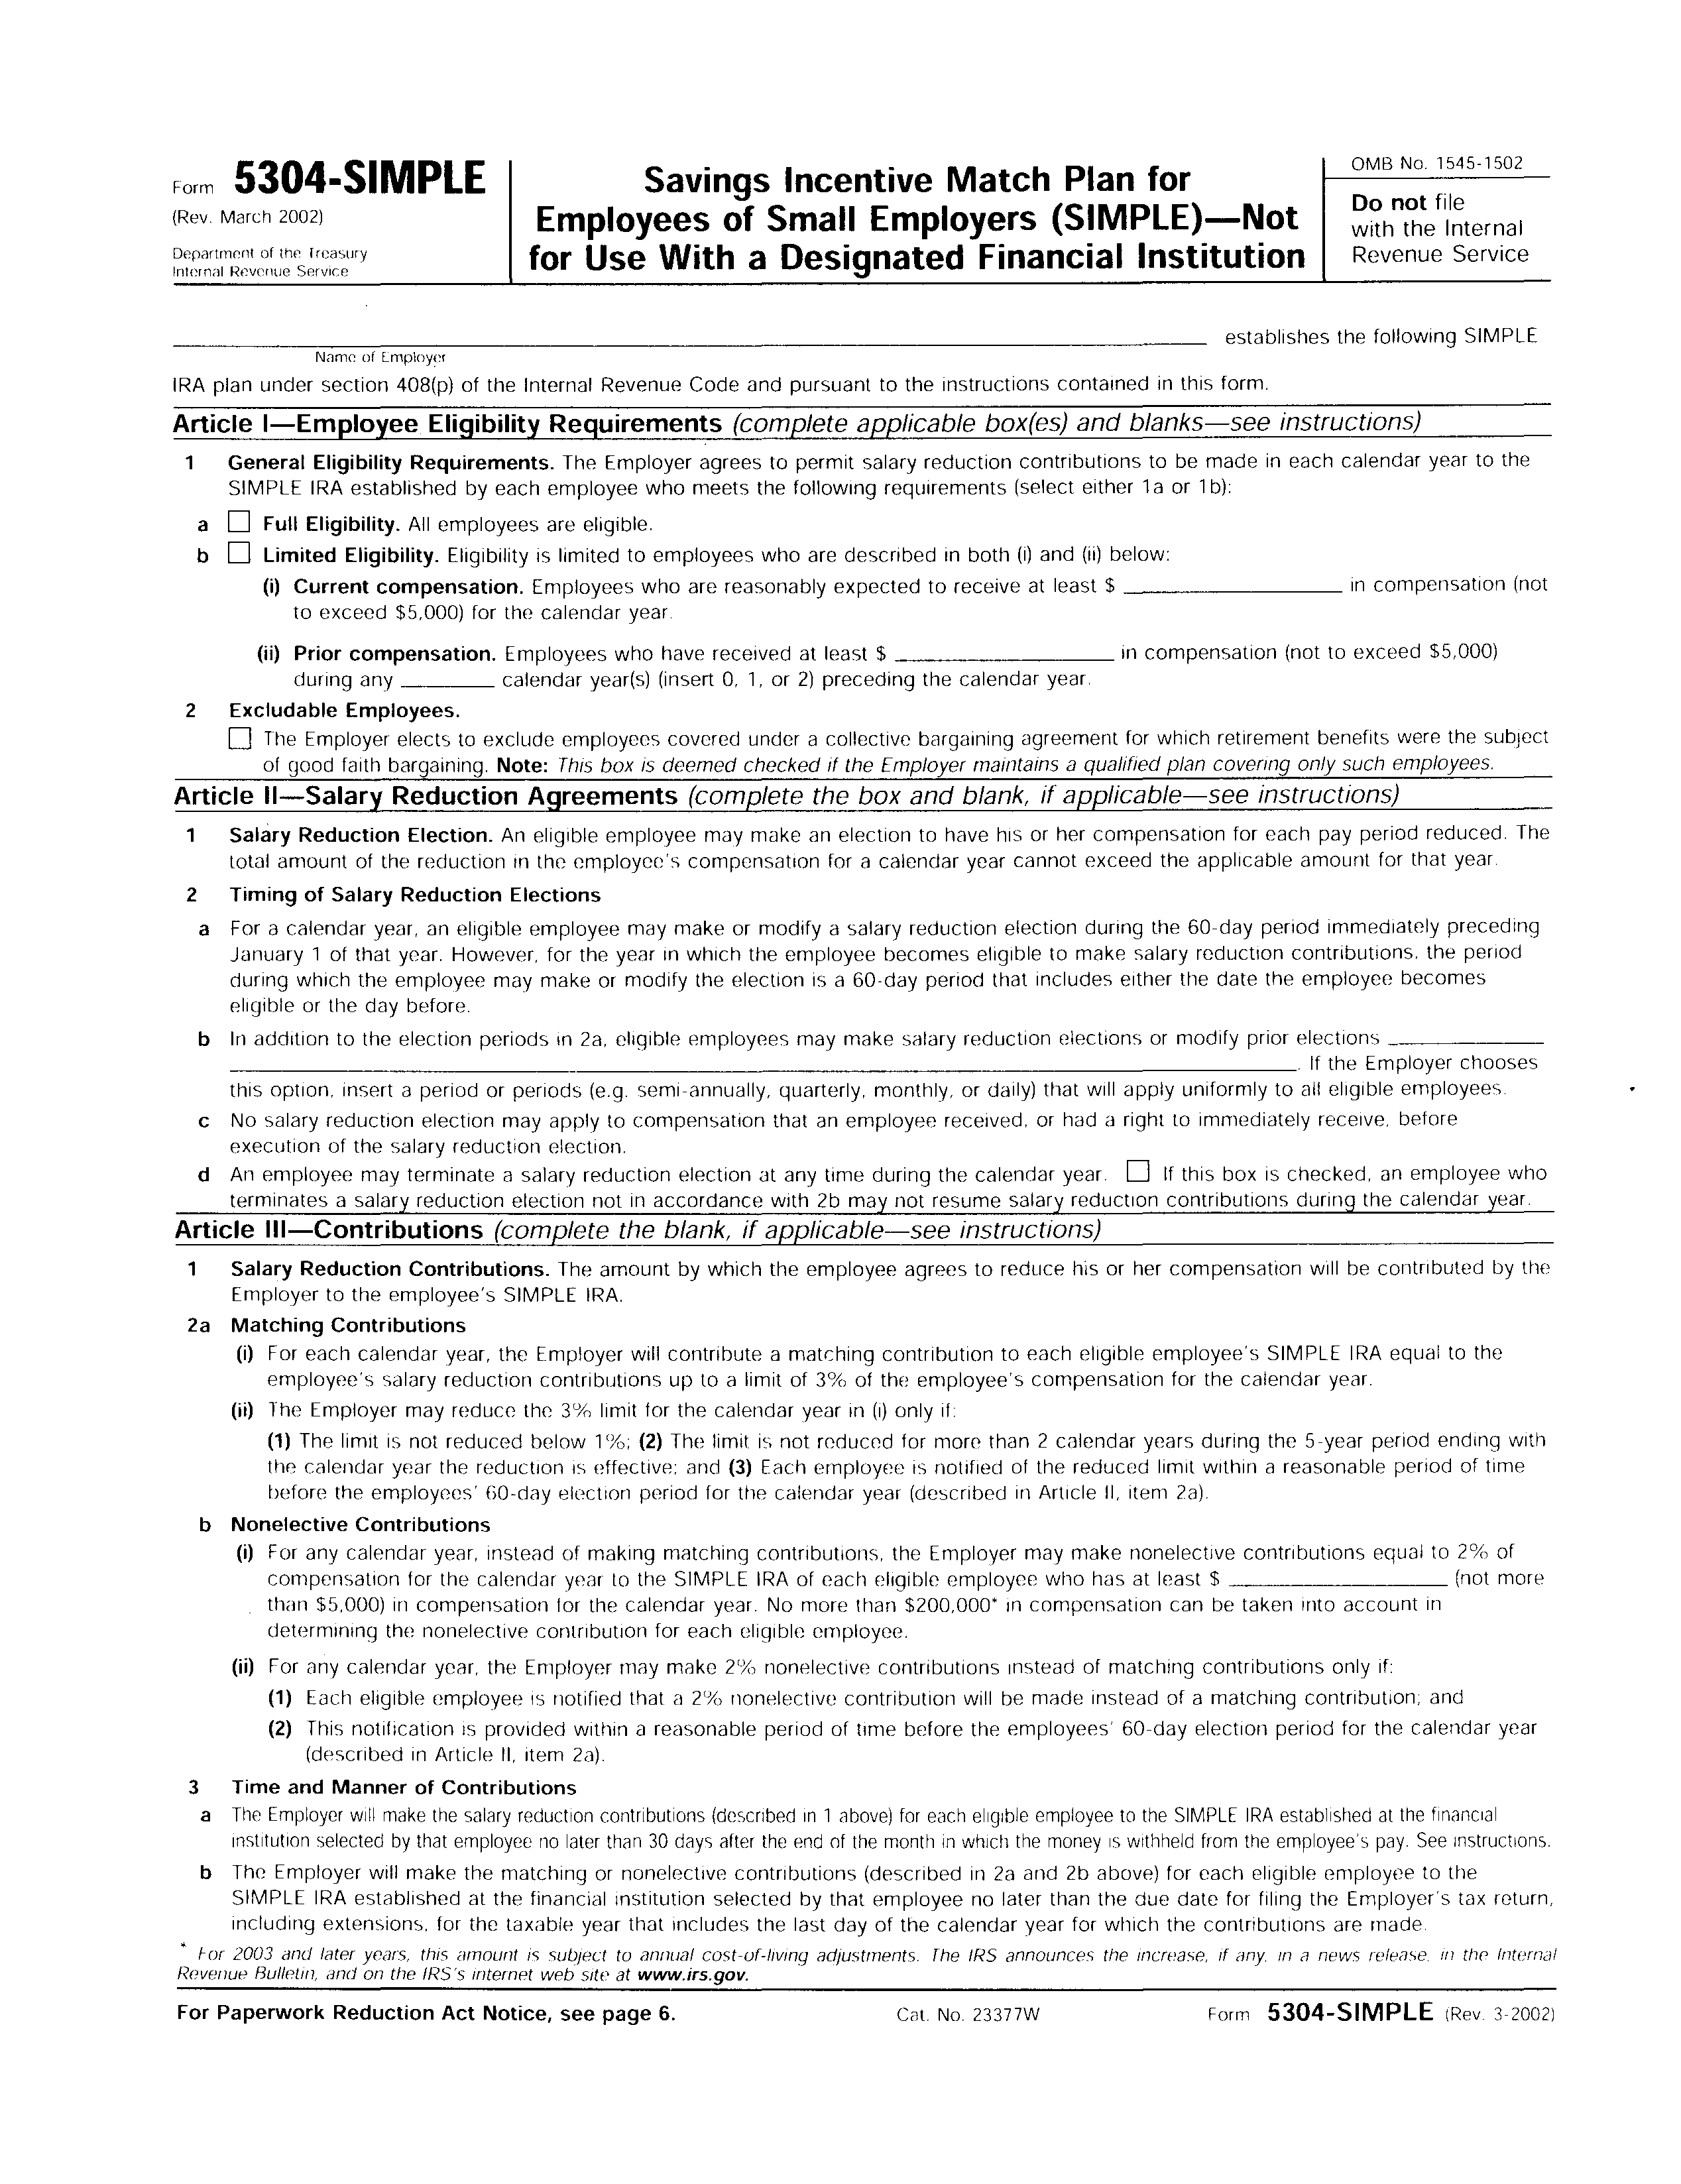 Form 5304-SIMPLE
(Rev. March 2002)
Department of the Treasury
Internal Revenue Service
Savings Incentive Match Plan for
Employees of Small Employers (SIMPLE)—Not
for Use With a Designated Financial Institution
OMB No. 1545-1502
Do not file
with the Internal
Revenue Service
establishes the following SIMPLE
Name of Employer
IRA plan under section 408(p) of the Internal Revenue Code and pursuant to the instructions contained in this form.
Article I—Employee Eligibility Requirements (complete applicable box(es) and blanks—see instructions)
1 General Eligibility Requirements. The Employer agrees to permit salary reduction contributions to be made in each calendar year to the
SIMPLE IRA established by each employee who meets the following requirements (select either 1a or 1b):
a ☐ Full Eligibility. All employees are eligible.
b ☐ Limited Eligibility. Eligibility is limited to employees who are described in both (i) and (ii) below:
(i) Current compensation. Employees who are reasonably expected to receive at least $ ________ in compensation (not
to exceed $5,000) for the calendar year.
(ii) Prior compensation. Employees who have received at least $ ________ in compensation (not to exceed $5,000)
during any ________ calendar year(s) (insert 0, 1, or 2) preceding the calendar year.
2 Excludable Employees.
☐ The Employer elects to exclude employees covered under a collective bargaining agreement for which retirement benefits were the subject
of good faith bargaining. Note: This box is deemed checked if the Employer maintains a qualified plan covering only such employees.
Article II—Salary Reduction Agreements (complete the box and blank, if applicable—see instructions)
1 Salary Reduction Election. An eligible employee may make an election to have his or her compensation for each pay period reduced. The
total amount of the reduction in the employee's compensation for a calendar year cannot exceed the applicable amount for that year.
2 Timing of Salary Reduction Elections
a For a calendar year, an eligible employee may make or modify a salary reduction election during the 60-day period immediately preceding
January 1 of that year. However, for the year in which the employee becomes eligible to make salary reduction contributions, the period
during which the employee may make or modify the election is a 60-day period that includes either the date the employee becomes
eligible or the day before.
b In addition to the election periods in 2a, eligible employees may make salary reduction elections or modify prior elections ________
________. If the Employer chooses
this option, insert a period or periods (e.g. semi-annually, quarterly, monthly, or daily) that will apply uniformly to all eligible employees.
c No salary reduction election may apply to compensation that an employee received, or had a right to immediately receive, before
execution of the salary reduction election.
d An employee may terminate a salary reduction election at any time during the calendar year. ☐ If this box is checked, an employee who
terminates a salary reduction election not in accordance with 2b may not resume salary reduction contributions during the calendar year.
Article III—Contributions (complete the blank, if applicable—see instructions)
1 Salary Reduction Contributions. The amount by which the employee agrees to reduce his or her compensation will be contributed by the
Employer to the employee's SIMPLE IRA.
2a Matching Contributions
(i) For each calendar year, the Employer will contribute a matching contribution to each eligible employee's SIMPLE IRA equal to the
employee's salary reduction contributions up to a limit of 3% of the employee's compensation for the calendar year.
(ii) The Employer may reduce the 3% limit for the calendar year in (i) only if:
(1) The limit is not reduced below 1%; (2) The limit is not reduced for more than 2 calendar years during the 5-year period ending with
the calendar year the reduction is effective; and (3) Each employee is notified of the reduced limit within a reasonable period of time
before the employees' 60-day election period for the calendar year (described in Article II, item 2a).
b Nonelective Contributions
(i) For any calendar year, instead of making matching contributions, the Employer may make nonelective contributions equal to 2% of
compensation for the calendar year to the SIMPLE IRA of each eligible employee who has at least $ ________ (not more
than $5,000) in compensation for the calendar year. No more than $200,000* in compensation can be taken into account in
determining the nonelective contribution for each eligible employee.
(ii) For any calendar year, the Employer may make 2% nonelective contributions instead of matching contributions only if:
(1) Each eligible employee is notified that a 2% nonelective contribution will be made instead of a matching contribution; and
(2) This notification is provided within a reasonable period of time before the employees' 60-day election period for the calendar year
(described in Article II, item 2a).
3 Time and Manner of Contributions
a The Employer will make the salary reduction contributions (described in 1 above) for each eligible employee to the SIMPLE IRA established at the financial
institution selected by that employee no later than 30 days after the end of the month in which the money is withheld from the employee's pay. See instructions.
b The Employer will make the matching or nonelective contributions (described in 2a and 2b above) for each eligible employee to the
SIMPLE IRA established at the financial institution selected by that employee no later than the due date for filing the Employer's tax return,
including extensions, for the taxable year that includes the last day of the calendar year for which the contributions are made.
* For 2003 and later years, this amount is subject to annual cost-of-living adjustments. The IRS announces the increase, if any, in a news release, in the Internal
Revenue Bulletin, and on the IRS's internet web site at www.irs.gov.
For Paperwork Reduction Act Notice, see page 6.
Cat. No. 23377W
Form 5304-SIMPLE (Rev. 3-2002)